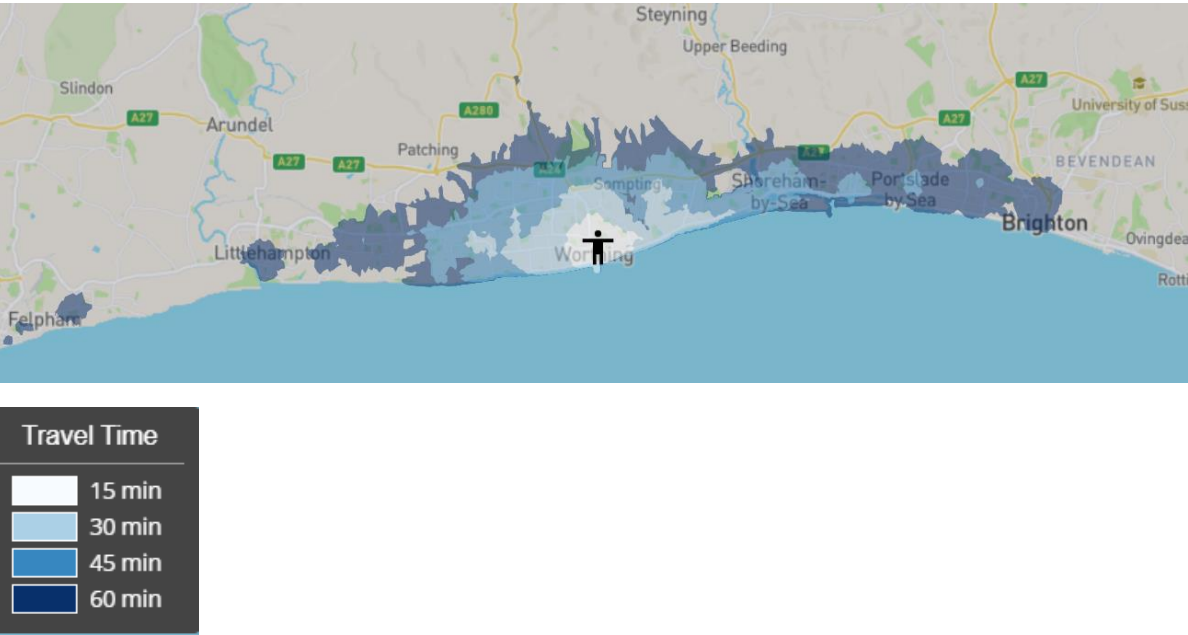 Steyning
Upper Beeding
Slindon
A27
A280
A27
A27
University of Suss
Arundel
Patching
A27
A27
A24
A27
BEVENDEAN
Sompting
Shoreham-
by-Sea
Portslade
by Sea
Littlehampton
Worthing
Brighton
Ovingdea
Rotti
Felpham
Travel Time
15 min
30 min
45 min
60 min